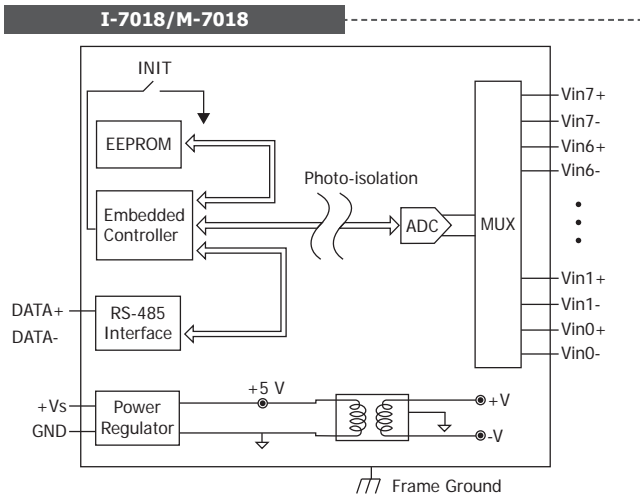 I-7018/M-7018
INIT
EEPROM
Embedded
Controller
RS-485
Interface
DATA+
DATA-
Photo-isolation
ADC
MUX
Vin7+
Vin7-
Vin6+
Vin6-
Vin1+
Vin1-
Vin0+
Vin0-
+Vs
GND
Power
Regulator
+5 V
+V
-V
Frame Ground